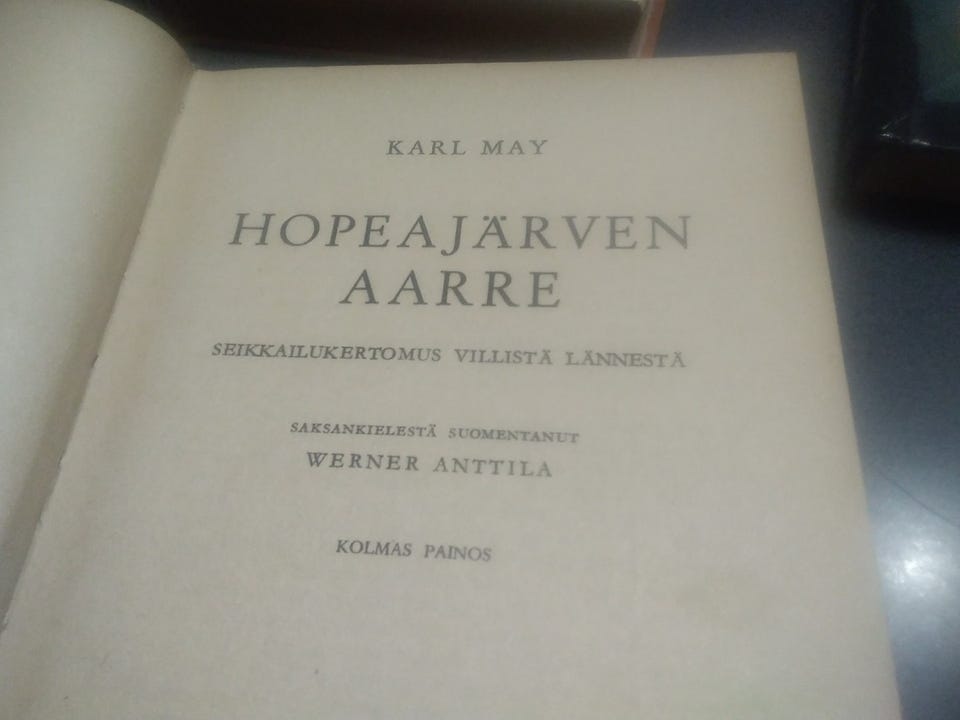 KARL MAY
HOPEAJÄRVEN
AARRE
SEIKKAILUKERTOMUS VILLISTÄ LÄNNESTÄ
SAKSANKIELESTÄ SUOMENTANUT
WERNER ANTTILA
KOLMAS PAINOS